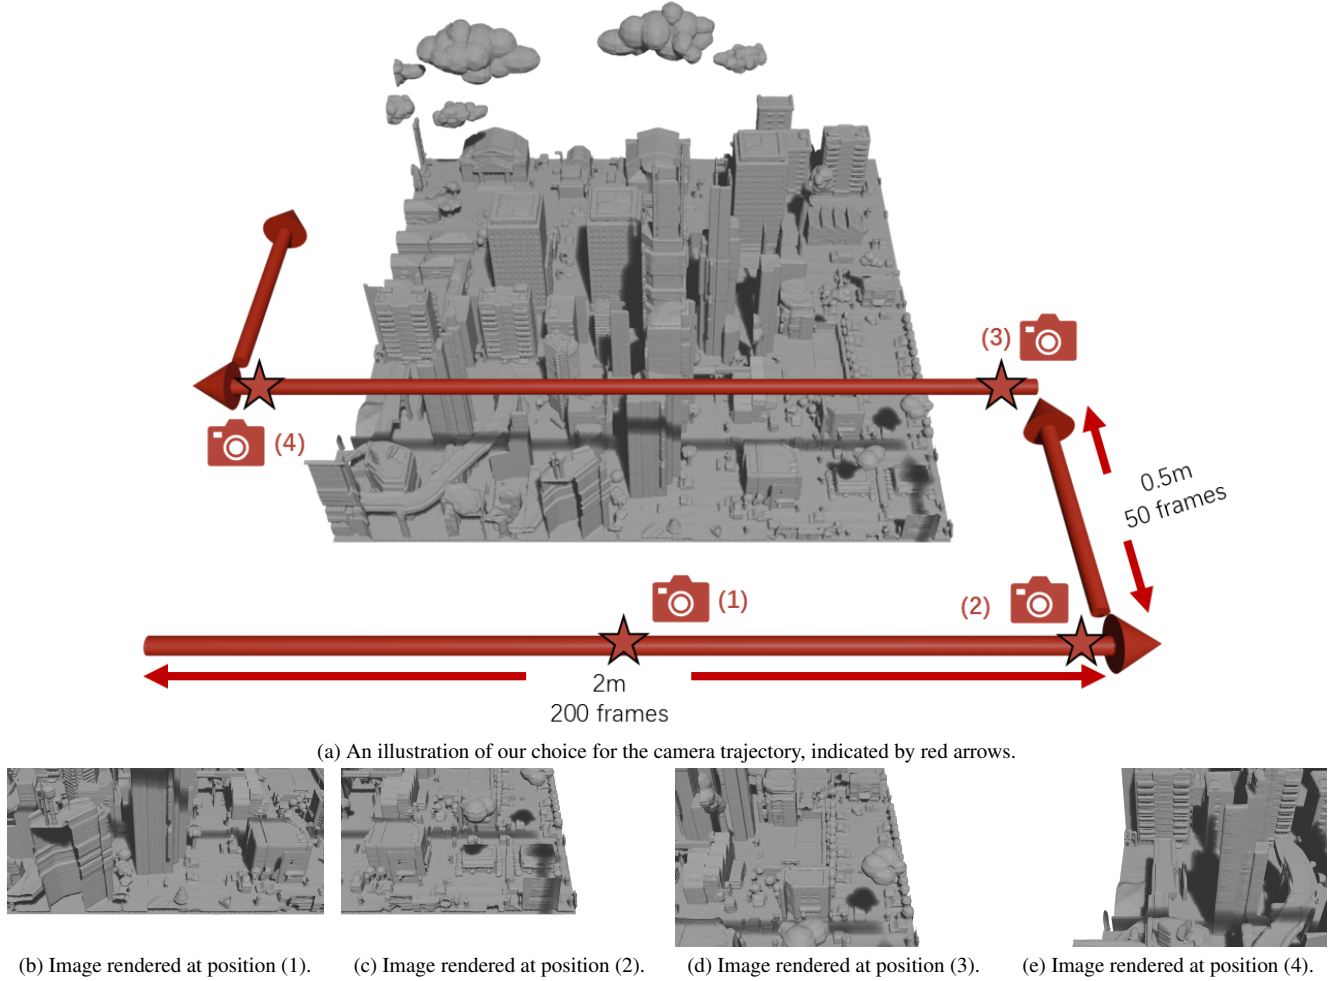 (3)
(4)
0.5m
50 frames
(1)
(2)
2m
200 frames
(a) An illustration of our choice for the camera trajectory, indicated by red arrows.
(b) Image rendered at position (1).
(c) Image rendered at position (2).
(d) Image rendered at position (3).
(e) Image rendered at position (4).